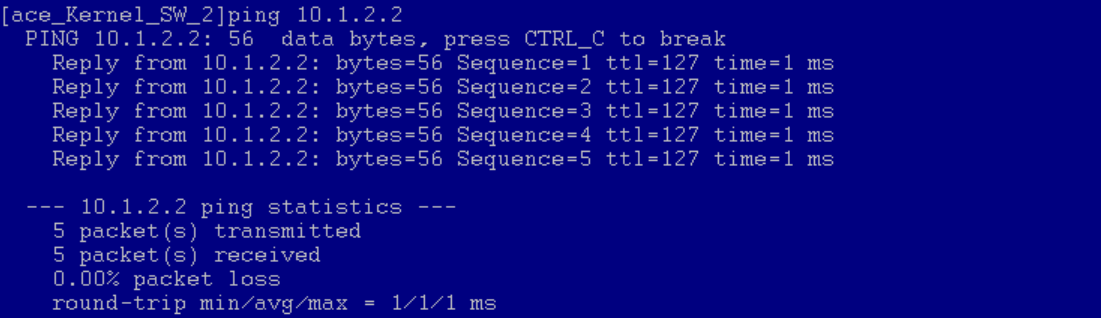 [ace_Kernel_SW_2]ping 10.1.2.2
PING 10.1.2.2: 56  data bytes, press CTRL_C to break
Reply from 10.1.2.2: bytes=56 Sequence=1 ttl=127 time=1 ms
Reply from 10.1.2.2: bytes=56 Sequence=2 ttl=127 time=1 ms
Reply from 10.1.2.2: bytes=56 Sequence=3 ttl=127 time=1 ms
Reply from 10.1.2.2: bytes=56 Sequence=4 ttl=127 time=1 ms
Reply from 10.1.2.2: bytes=56 Sequence=5 ttl=127 time=1 ms
--- 10.1.2.2 ping statistics ---
5 packet(s) transmitted
5 packet(s) received
0.00% packet loss
round-trip min/avg/max = 1/1/1 ms